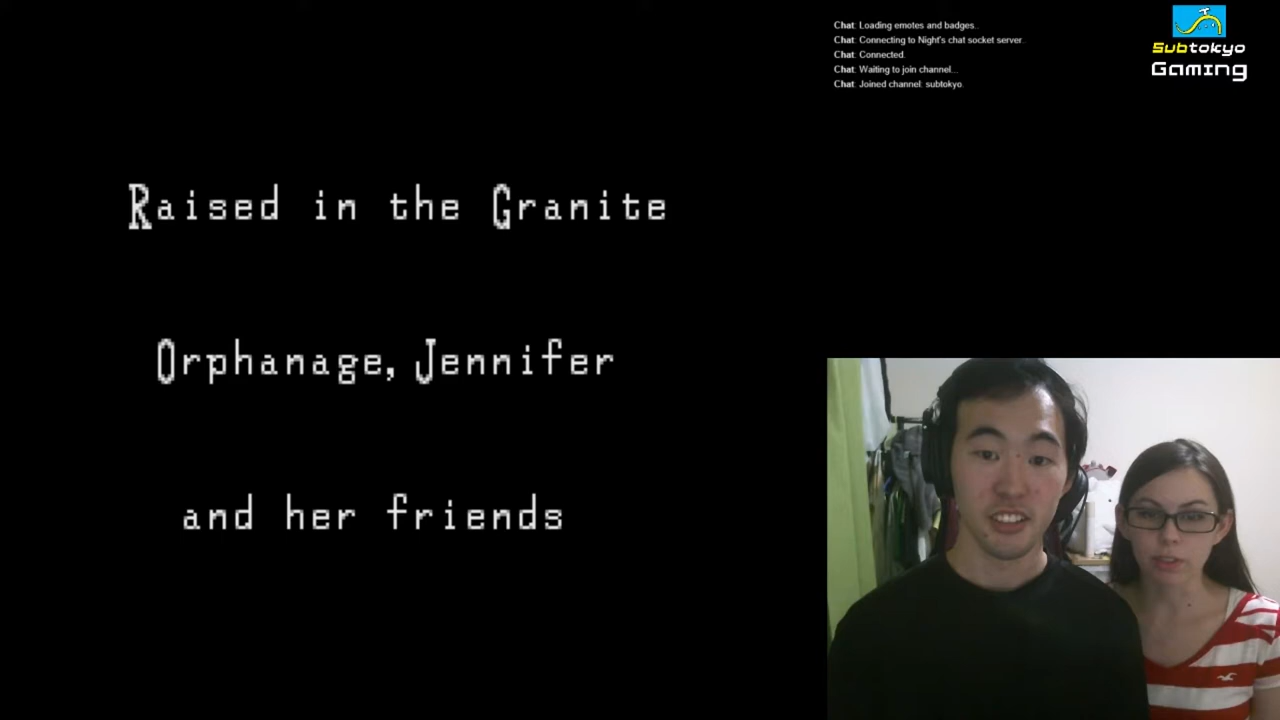 Raised in the Granite
Orphanage, Jennifer
and her friends
Chat: Loading emotes and badges..
Chat: Connecting to Night's chat socket server..
Chat: Connected.
Chat: Waiting to join channel...
Chat: Joined channel: subtokyo.
Subtokyo
Gaming